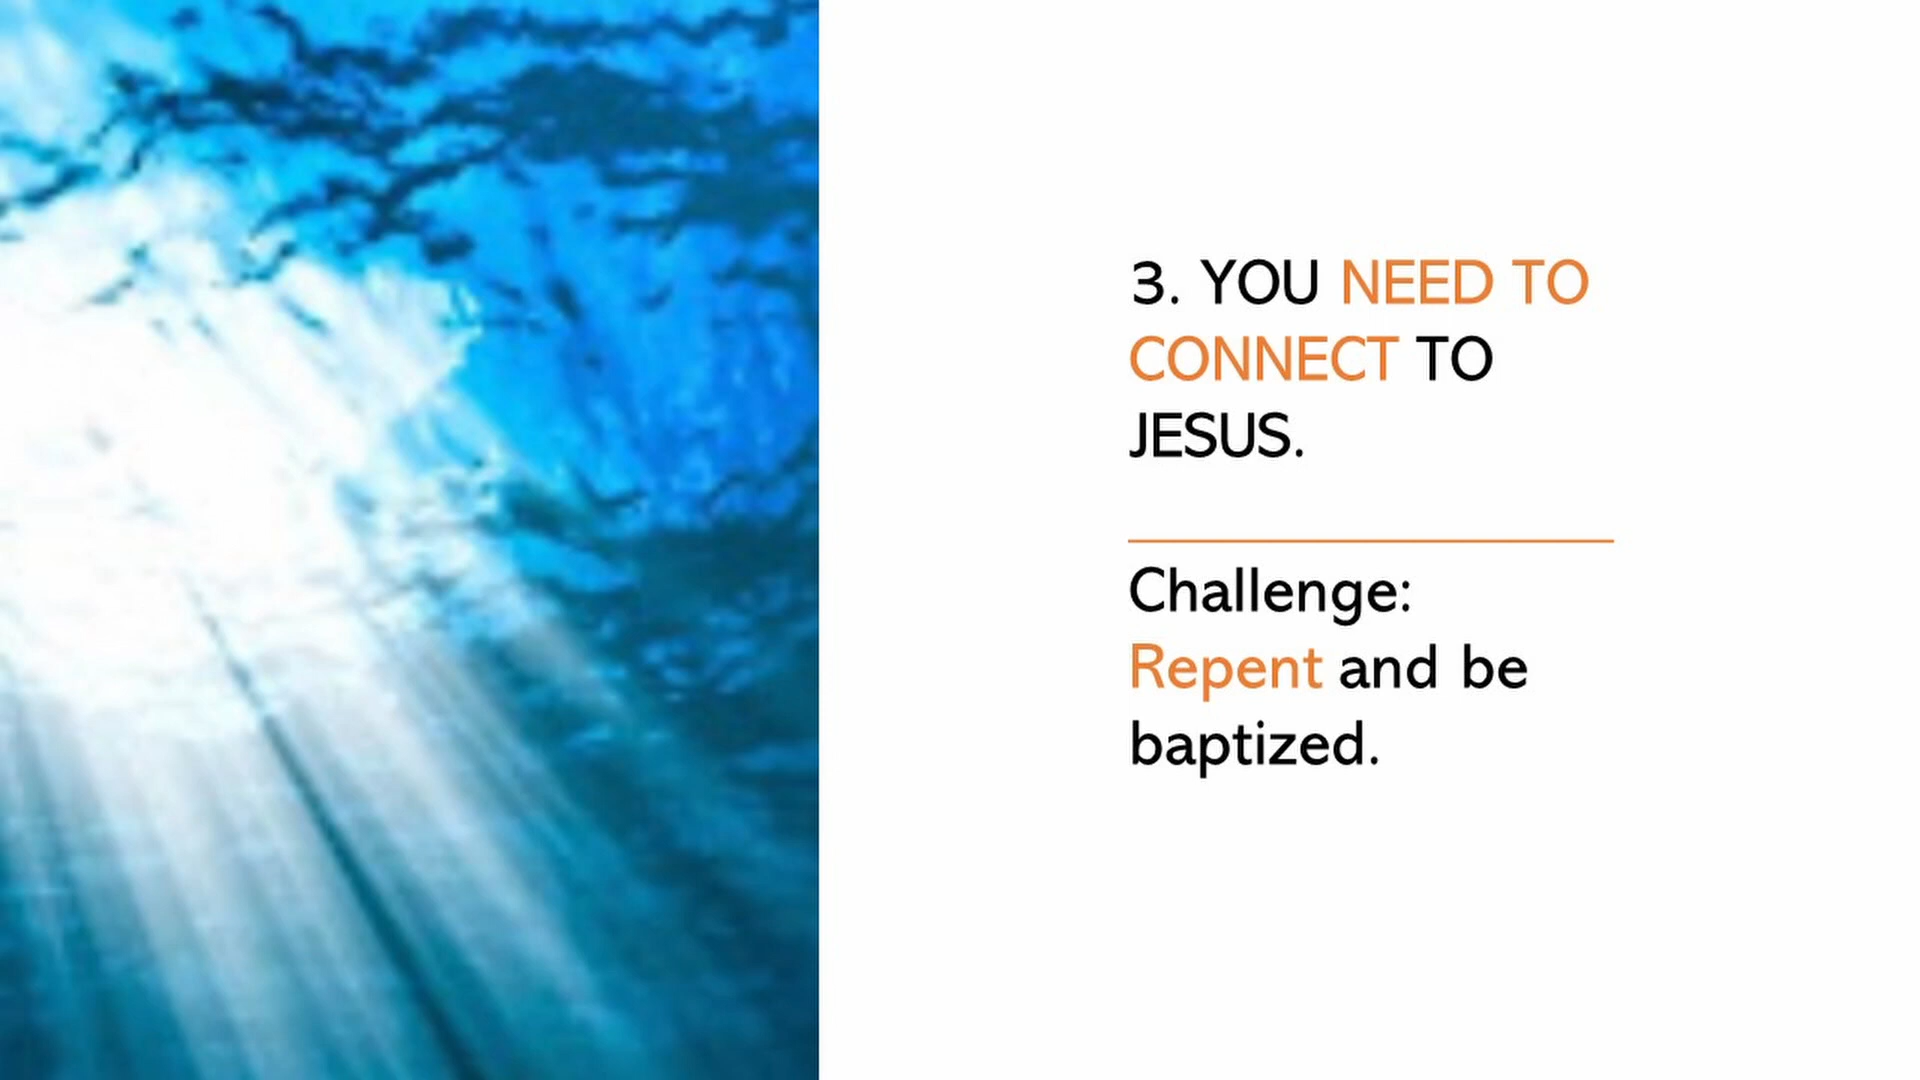 3. YOU NEED TO
CONNECT TO
JESUS.
Challenge:
Repent and be
baptized.